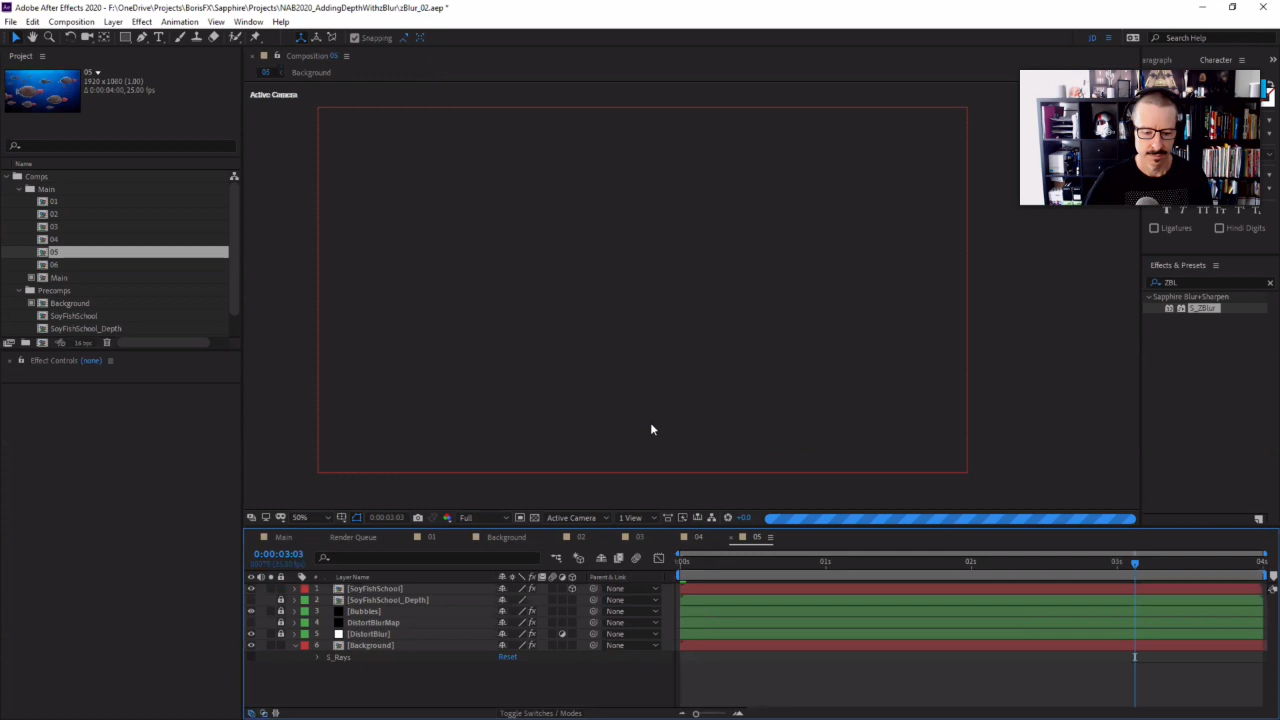 Adobe After Effects 2020 - F:\OneDrive\Projects\BorisFX\Sapphire\Projects\NAB2020_AddingDepthWithzBlur\zBlur_02.aep *
File Edit Composition Layer Effect Animation View Window Help
Snapping
Search Help
Project
05
1920 x 1080 (1.00)
Δ 0:00:04:00, 25.00 fps
Composition 05
05 Background
Active Camera
aragraph Character
Ligatures Hindi Digits
Name
Comps
Main
01
02
03
04
05
06
Main
Precomps
Background
SoyFishSchool
SoyFishSchool_Depth
16 bpc
Effect Controls (none)
Effects & Presets
ZBL
Sapphire Blur+Sharpen
S_ZBlur
50% 0:00:03:03 Full Active Camera 1 View +0.0
Main Render Queue 01 Background 02 03 04 05
0:00:03:03
:00s 01s 02s 03s 04s
# Layer Name Parent & Link
1 [SoyFishSchool] None
2 [SoyFishSchool_Depth] None
3 [Bubbles] None
4 DistortBlurMap None
5 [DistortBlur] None
6 [Background] None
S_Rays Reset
Toggle Switches / Modes